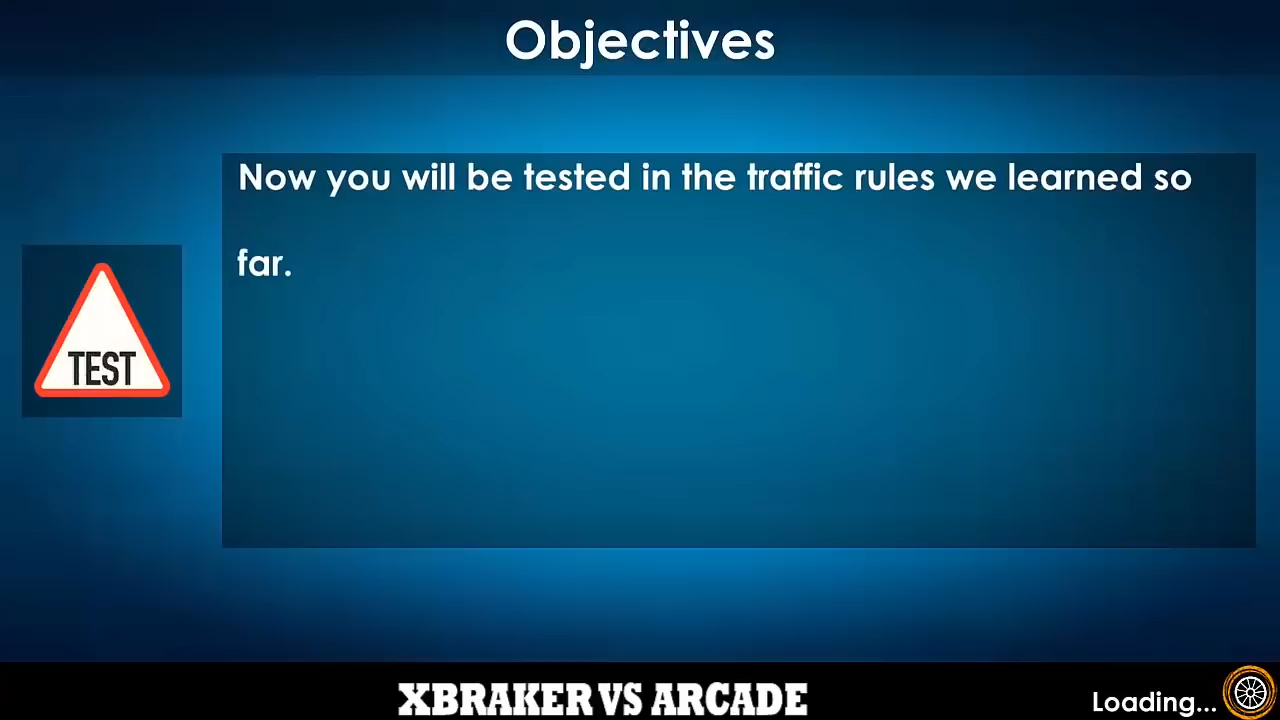 Objectives
Now you will be tested in the traffic rules we learned so
far.
TEST
XBRAKER VS ARCADE
Loading...